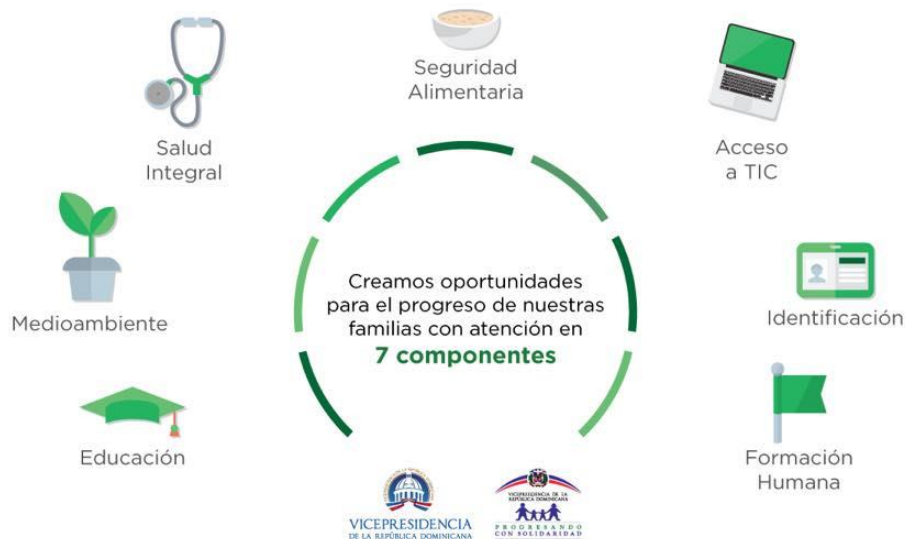 Seguridad
Alimentaria
Salud
Integral
Acceso
a TIC
Medioambiente
Identificación
Educación
Formación
Humana
Creamos oportunidades
para el progreso de nuestras
familias con atención en
7 componentes
VICEPRESIDENCIA
DE LA REPÚBLICA DOMINICANA
VICEPRESIDENCIA DE LA
REPÚBLICA DOMINICANA
PROGRESANDO
CON SOLIDARIDAD